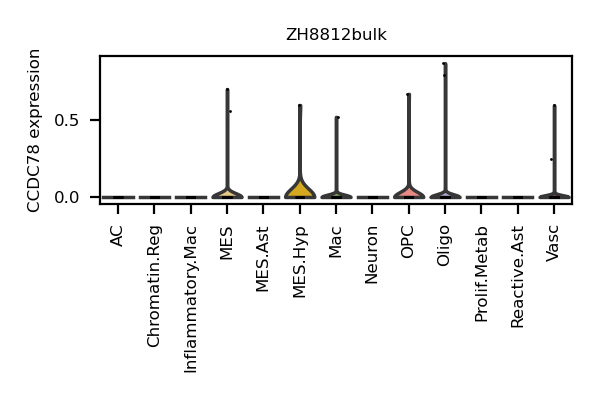 ZH8812bulk
CCDC78 expression
0.5
0.0
AC
Chromatin.Reg
Inflammatory.Mac
MES
MES.Ast
MES.Hyp
Mac
Neuron
OPC
Oligo
Prolif.Metab
Reactive.Ast
Vasc